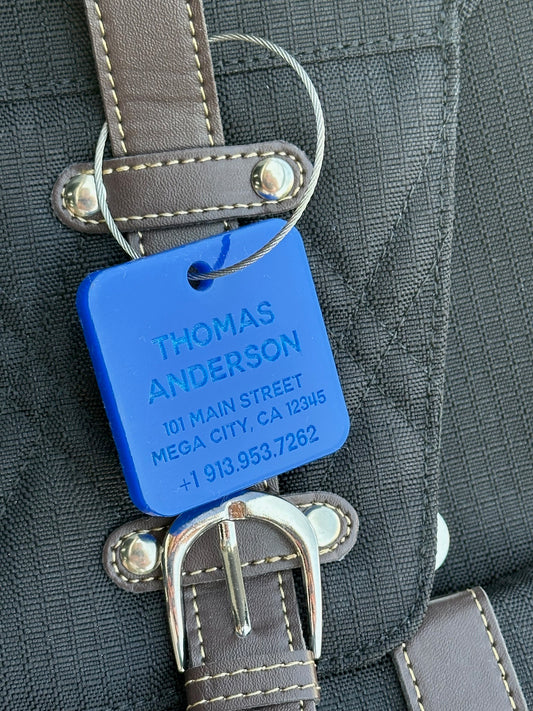 THOMAS
ANDERSON
101 MAIN STREET
MEGA CITY, CA 12345
+1 913.953.7262